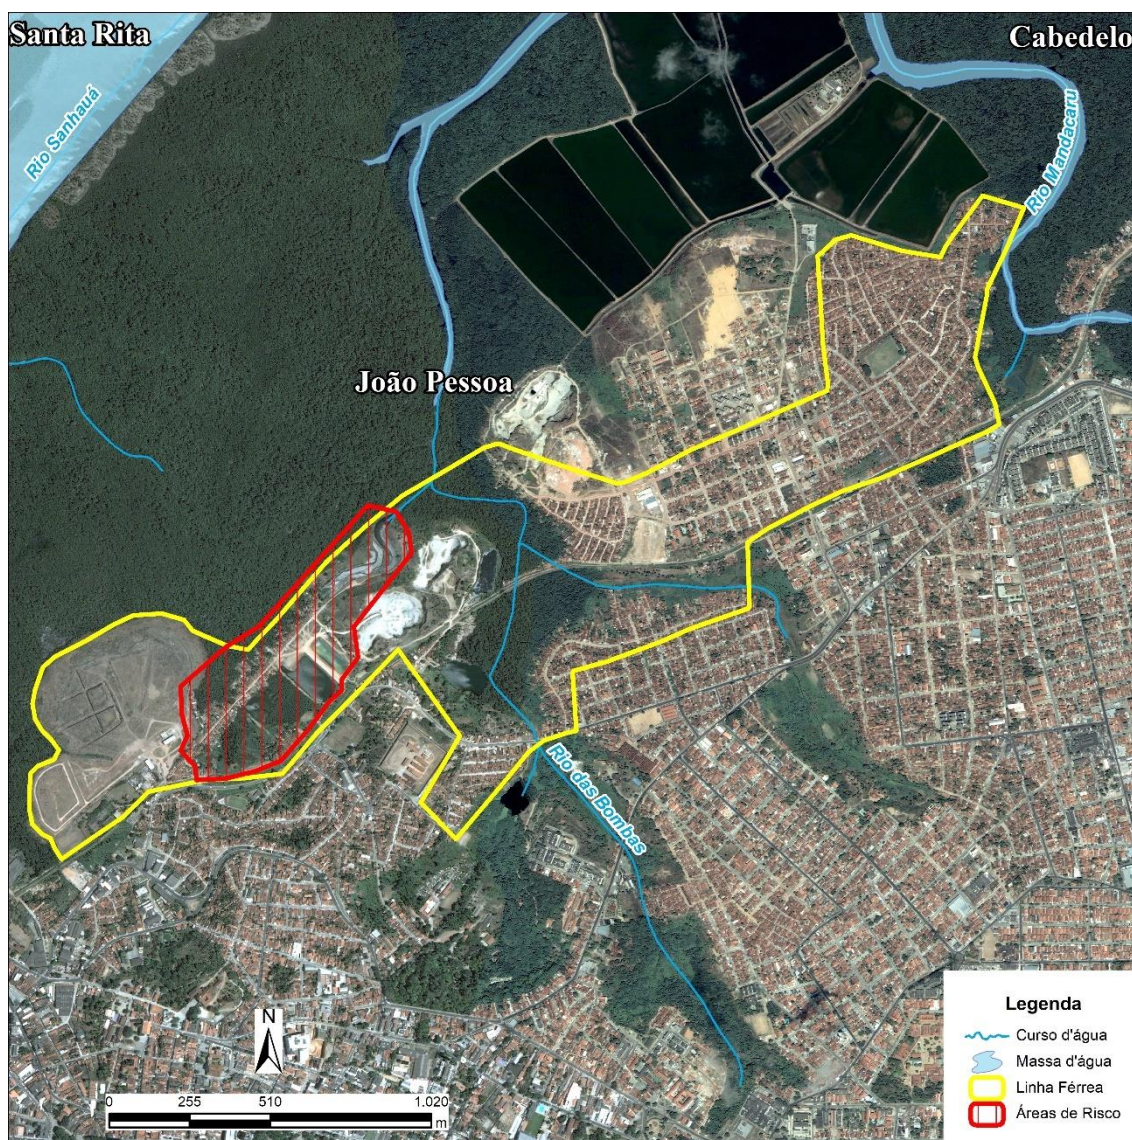 Santa Rita
Cabedelo
Rio Sanhauá
Rio Mandacaru
João Pessoa
Rio das Bombas
N
0 255 510 1.020
m
Legenda
Curso d'água
Massa d'água
Linha Férrea
Áreas de Risco